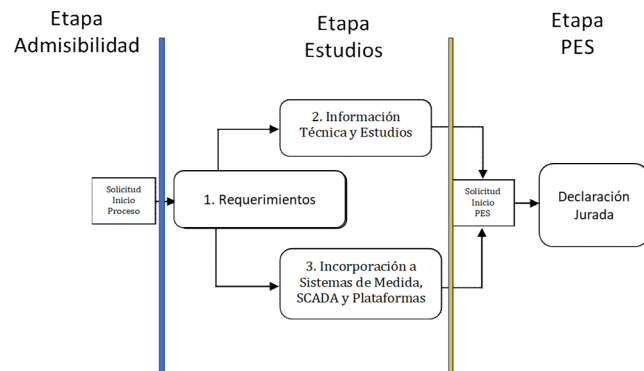 Etapa
Admisibilidad
Etapa
Estudios
Etapa
PES
2. Información
Técnica y Estudios
Solicitud
Inicio
Proceso
1. Requerimientos
Solicitud
Inicio
PES
Declaración
Jurada
3. Incorporación a
Sistemas de Medida,
SCADA y Plataformas